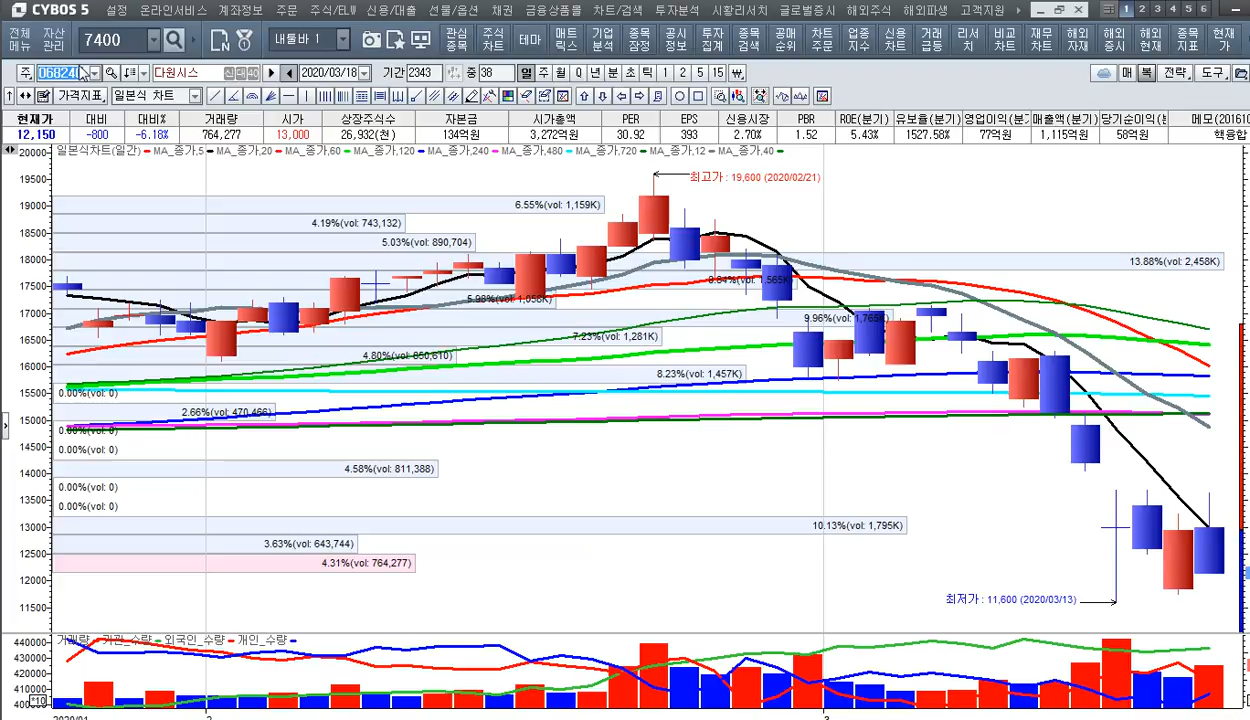 CYBOS 5 설정 온라인서비스 계좌정보 주문 주식/ELW 신용/대출 선물/옵션 채권 금융상품몰 차트/검색 투자분석 시황리서치 글로벌증시 해외주식 해외파생 고객지원 1 2 3 4 5 6
전체메뉴 자산관리 7400 내툴바 1 관심종목 주식차트 테마 매트릭스 기업분석 종목잠정 공시정보 투자집계 종목검색 공매순위 차트주문 업종지수 신용차트 거래급등 리서치 비교차트 재무차트 해외자재 해외증시 해외현재 종목지표 현재가
주 068240 다원시스 신 대 40 2020/03/18 기간 2343 중 38 일 주 월 Q 년 분 초 틱 1 2 3 5 15 매 복 전략 도구
가격지표 일본식 차트
현재가 대비 대비% 거래량 시가 상장주식수 자본금 시가총액 PER EPS 신용시장 PBR ROE(분기) 유보율(분기) 영업이익(분기 매출액(분기) 당기순이익(분 메모(201610
12,150 -800 -6.18% 764,277 13,000 26,932(천) 134억원 3,272억원 30.92 393 2.70% 1.52 5.43% 1527.58% 77억원 1,115억원 58억원 핵융합
일본식차트(일간) MA_종가,5 MA_종가,20 MA_종가,60 MA_종가,120 MA_종가,240 MA_종가,480 MA_종가,720 MA_종가,12 MA_종가,40
20000
19500
최고가 : 19,600 (2020/02/21)
19000
6.55%(vol: 1,159K)
18500
4.19%(vol: 743,132)
5.03%(vol: 890,704)
18000
13.88%(vol: 2,458K)
17500
8.84%(vol: 1,565K)
5.98%(vol: 1,058K)
17000
9.96%(vol: 1,765K)
16500
7.23%(vol: 1,281K)
4.80%(vol: 850,610)
16000
8.23%(vol: 1,457K)
15500
0.00%(vol: 0)
2.66%(vol: 470,466)
15000
0.00%(vol: 0)
14500
0.00%(vol: 0)
4.58%(vol: 811,388)
14000
0.00%(vol: 0)
13500
0.00%(vol: 0)
13000
10.13%(vol: 1,795K)
12500
3.63%(vol: 643,744)
4.31%(vol: 764,277)
12000
최저가 : 11,600 (2020/03/13)
11500
거래량 기관_수량 외국인_수량 개인_수량
440000
430000
420000
410000
40000
*10
2020/01 2 3